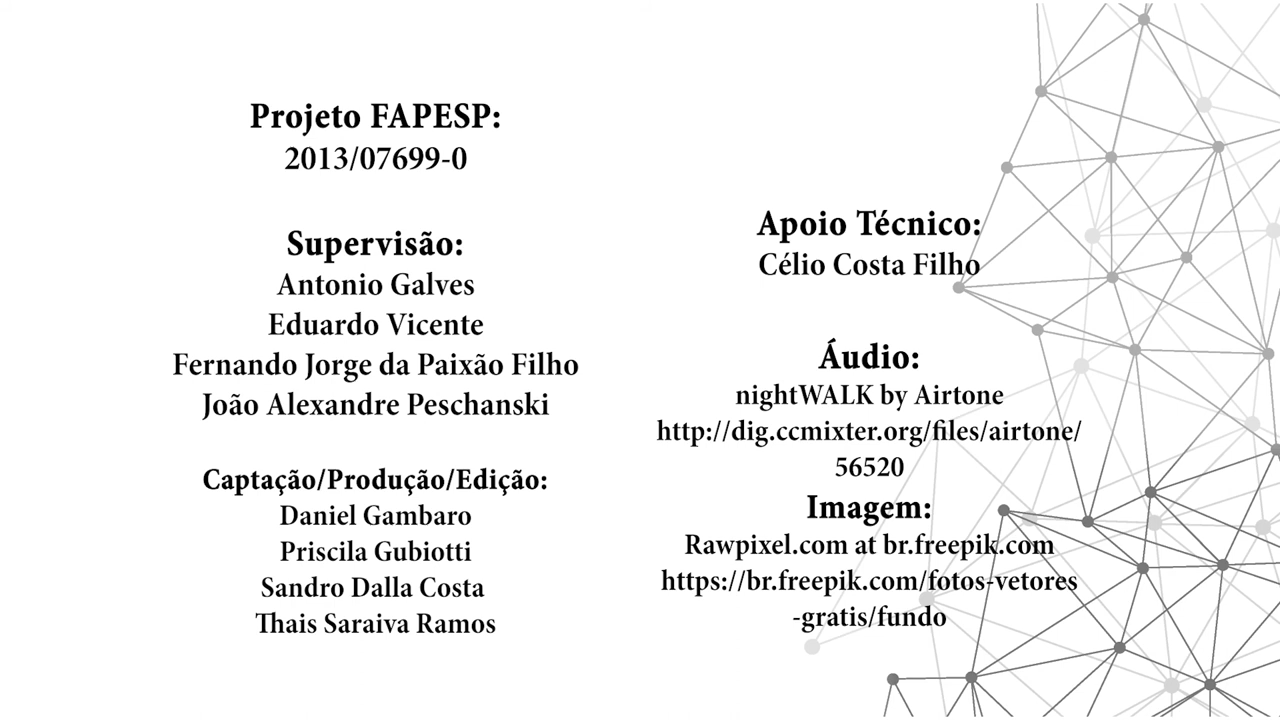 Projeto FAPESP:
2013/07699-0
Supervisão:
Antonio Galves
Eduardo Vicente
Fernando Jorge da Paixão Filho
João Alexandre Peschanski
Captação/Produção/Edição:
Daniel Gambaro
Priscila Gubiotti
Sandro Dalla Costa
Thais Saraiva Ramos
Apoio Técnico:
Célio Costa Filho
Áudio:
nightWALK by Airtone
http://dig.ccmixter.org/files/airtone/
56520
Imagem:
Rawpixel.com at br.freepik.com
https://br.freepik.com/fotos-vetores
-gratis/fundo